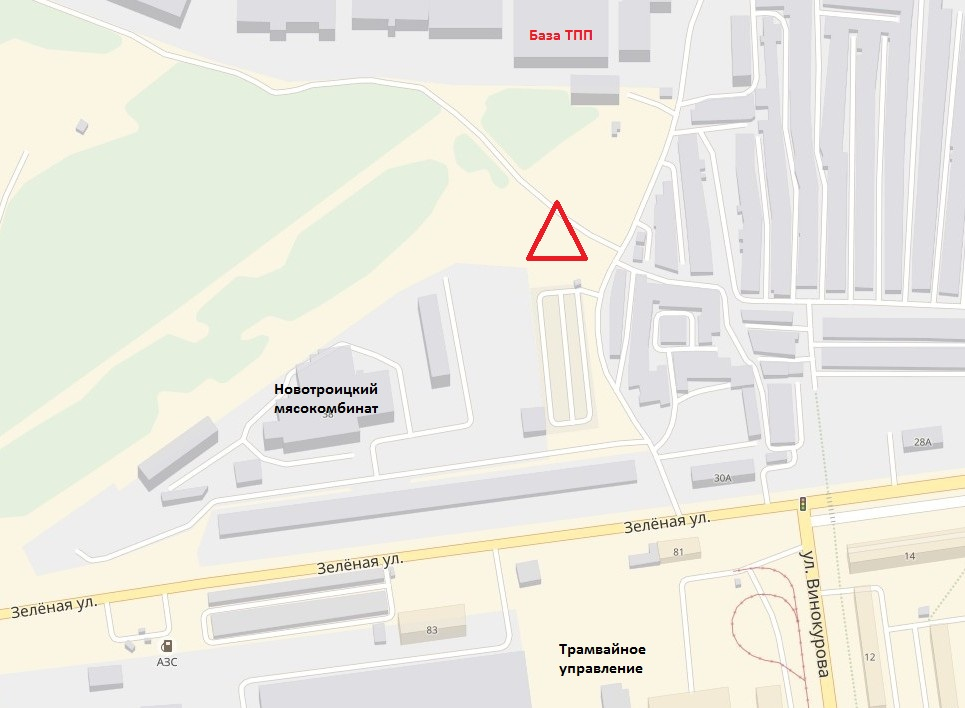 База ТПП
Новотроицкий
мясокомбинат
38
28А
30А
Зелёная ул.
81
14
Зелёная ул.
ул. Винокурова
Зелёная ул.
83
АЗС
Трамвайное
управление
12